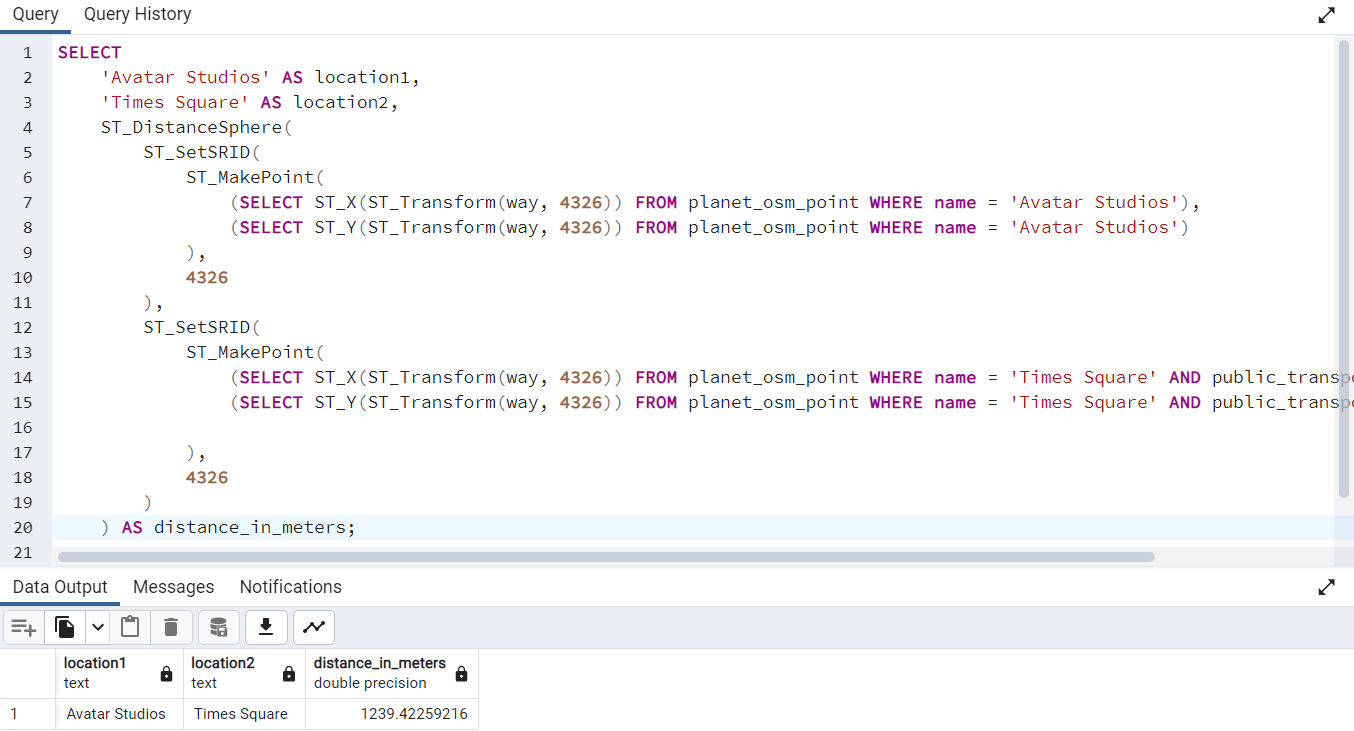 Query Query History
1 SELECT
2 'Avatar Studios' AS location1,
3 'Times Square' AS location2,
4 ST_DistanceSphere(
5 ST_SetSRID(
6 ST_MakePoint(
7 (SELECT ST_X(ST_Transform(way, 4326)) FROM planet_osm_point WHERE name = 'Avatar Studios'),
8 (SELECT ST_Y(ST_Transform(way, 4326)) FROM planet_osm_point WHERE name = 'Avatar Studios')
9 ),
10 4326
11 ),
12 ST_SetSRID(
13 ST_MakePoint(
14 (SELECT ST_X(ST_Transform(way, 4326)) FROM planet_osm_point WHERE name = 'Times Square' AND public_transpo
15 (SELECT ST_Y(ST_Transform(way, 4326)) FROM planet_osm_point WHERE name = 'Times Square' AND public_transpo
16
17 ),
18 4326
19 )
20 ) AS distance_in_meters;
21
Data Output Messages Notifications
location1 location2 distance_in_meters
text text double precision
1 Avatar Studios Times Square 1239.42259216